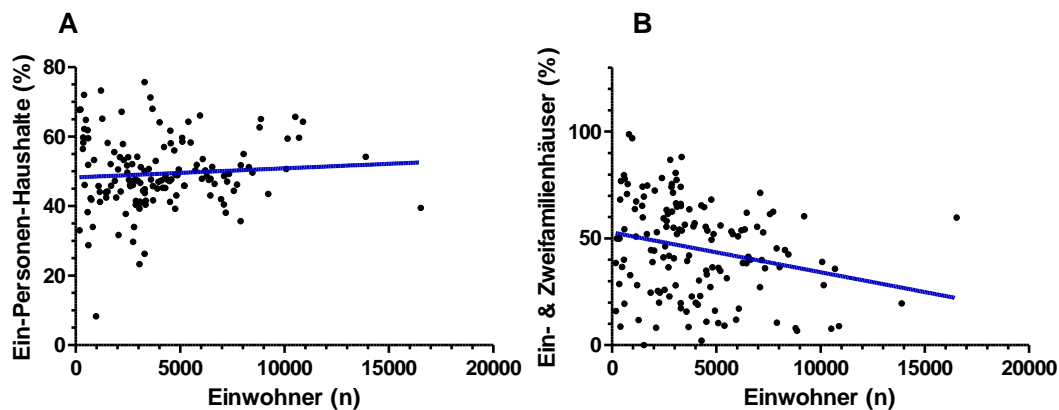 A
Ein-Personen-Haushalte (%)
80
60
40
20
0
0 5000 10000 15000 20000
Einwohner (n)
B
Ein- & Zweifamilienhäuser (%)
100
50
0
0 5000 10000 15000 20000
Einwohner (n)